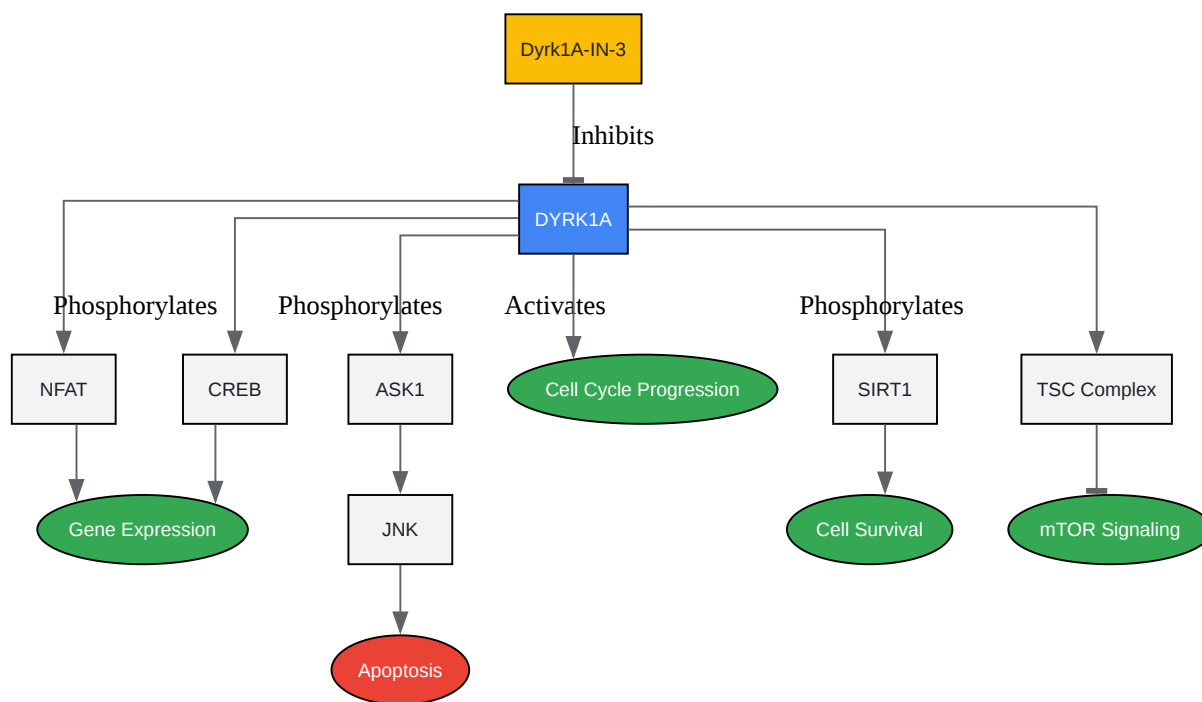 Dyrk1A-IN-3
Inhibits
DYRK1A
Phosphorylates
Phosphorylates
Activates
Phosphorylates
NFAT
CREB
ASK1
Cell Cycle Progression
SIRT1
TSC Complex
Gene Expression
JNK
Cell Survival
mTOR Signaling
Apoptosis